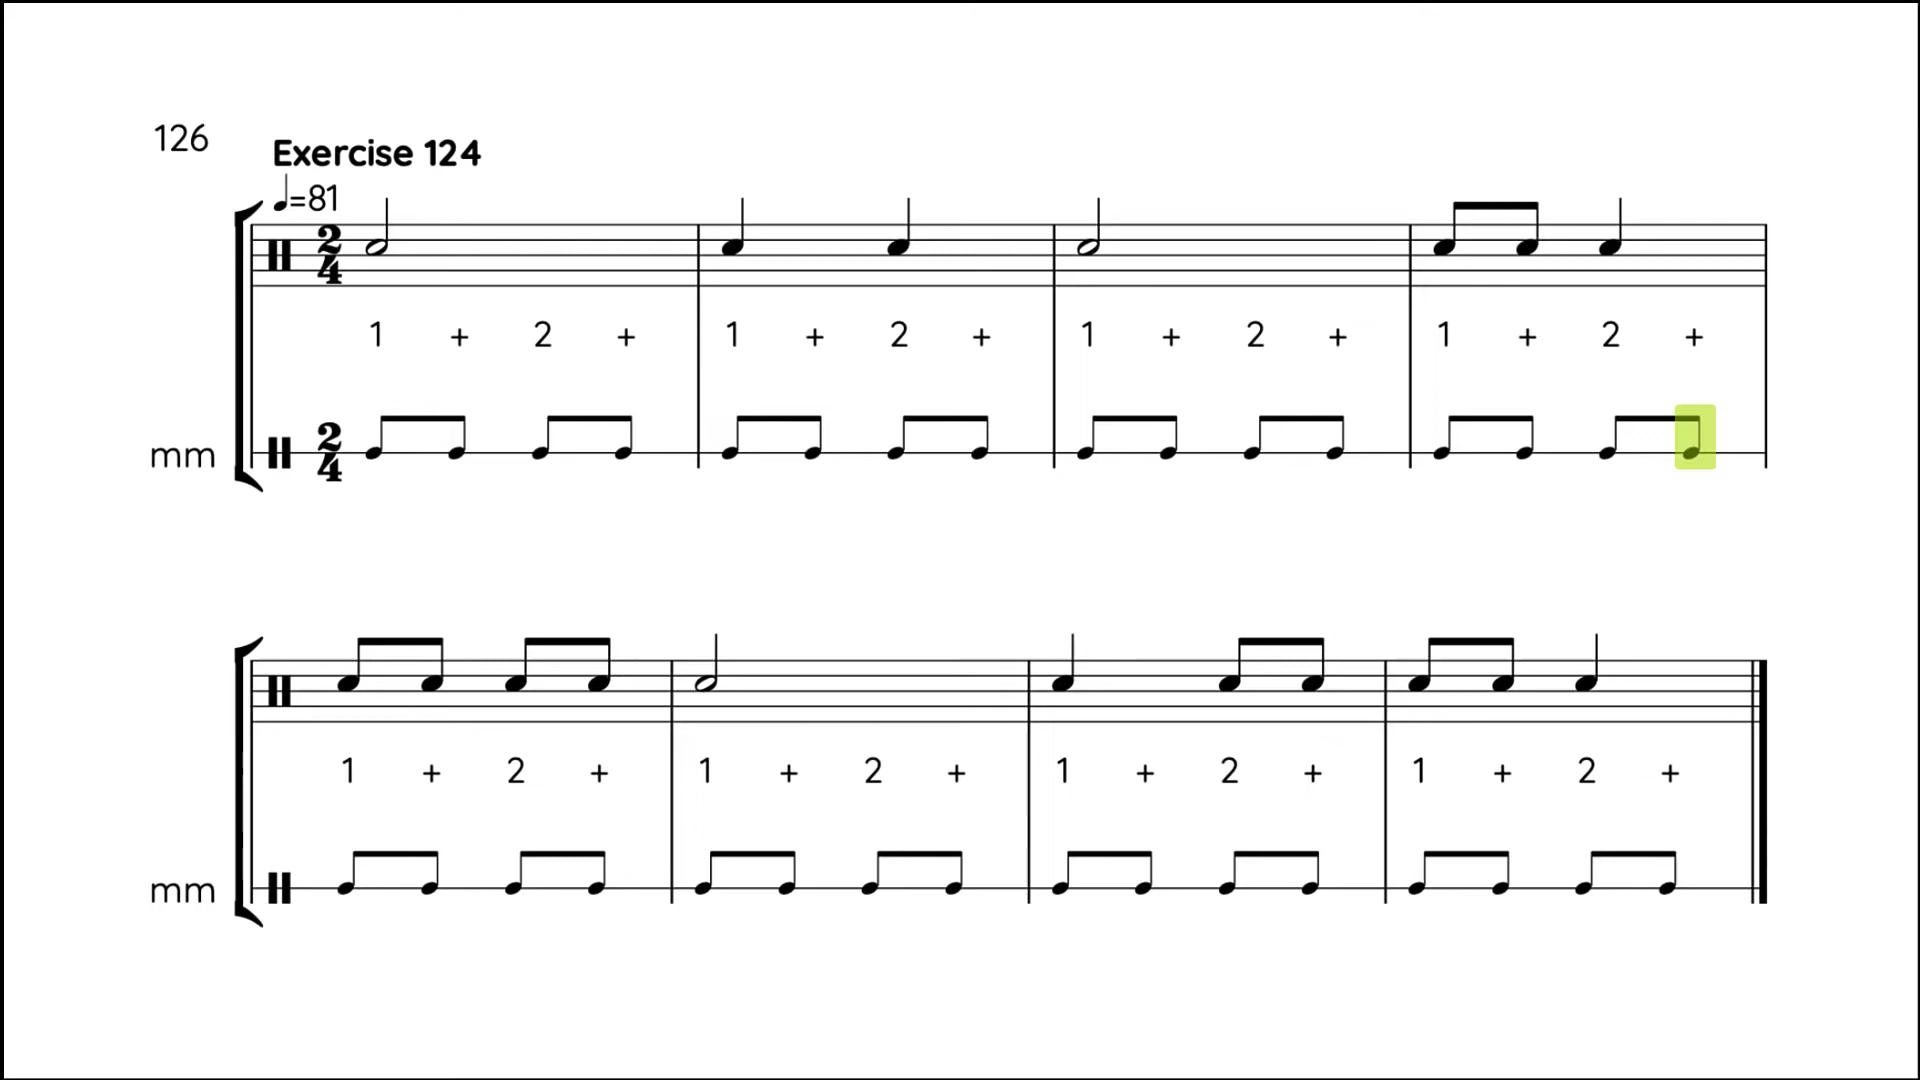 126
Exercise 124
♩=81
2/4
1 + 2 + 1 + 2 + 1 + 2 + 1 + 2 +
mm 2/4
1 + 2 + 1 + 2 + 1 + 2 + 1 + 2 +
mm